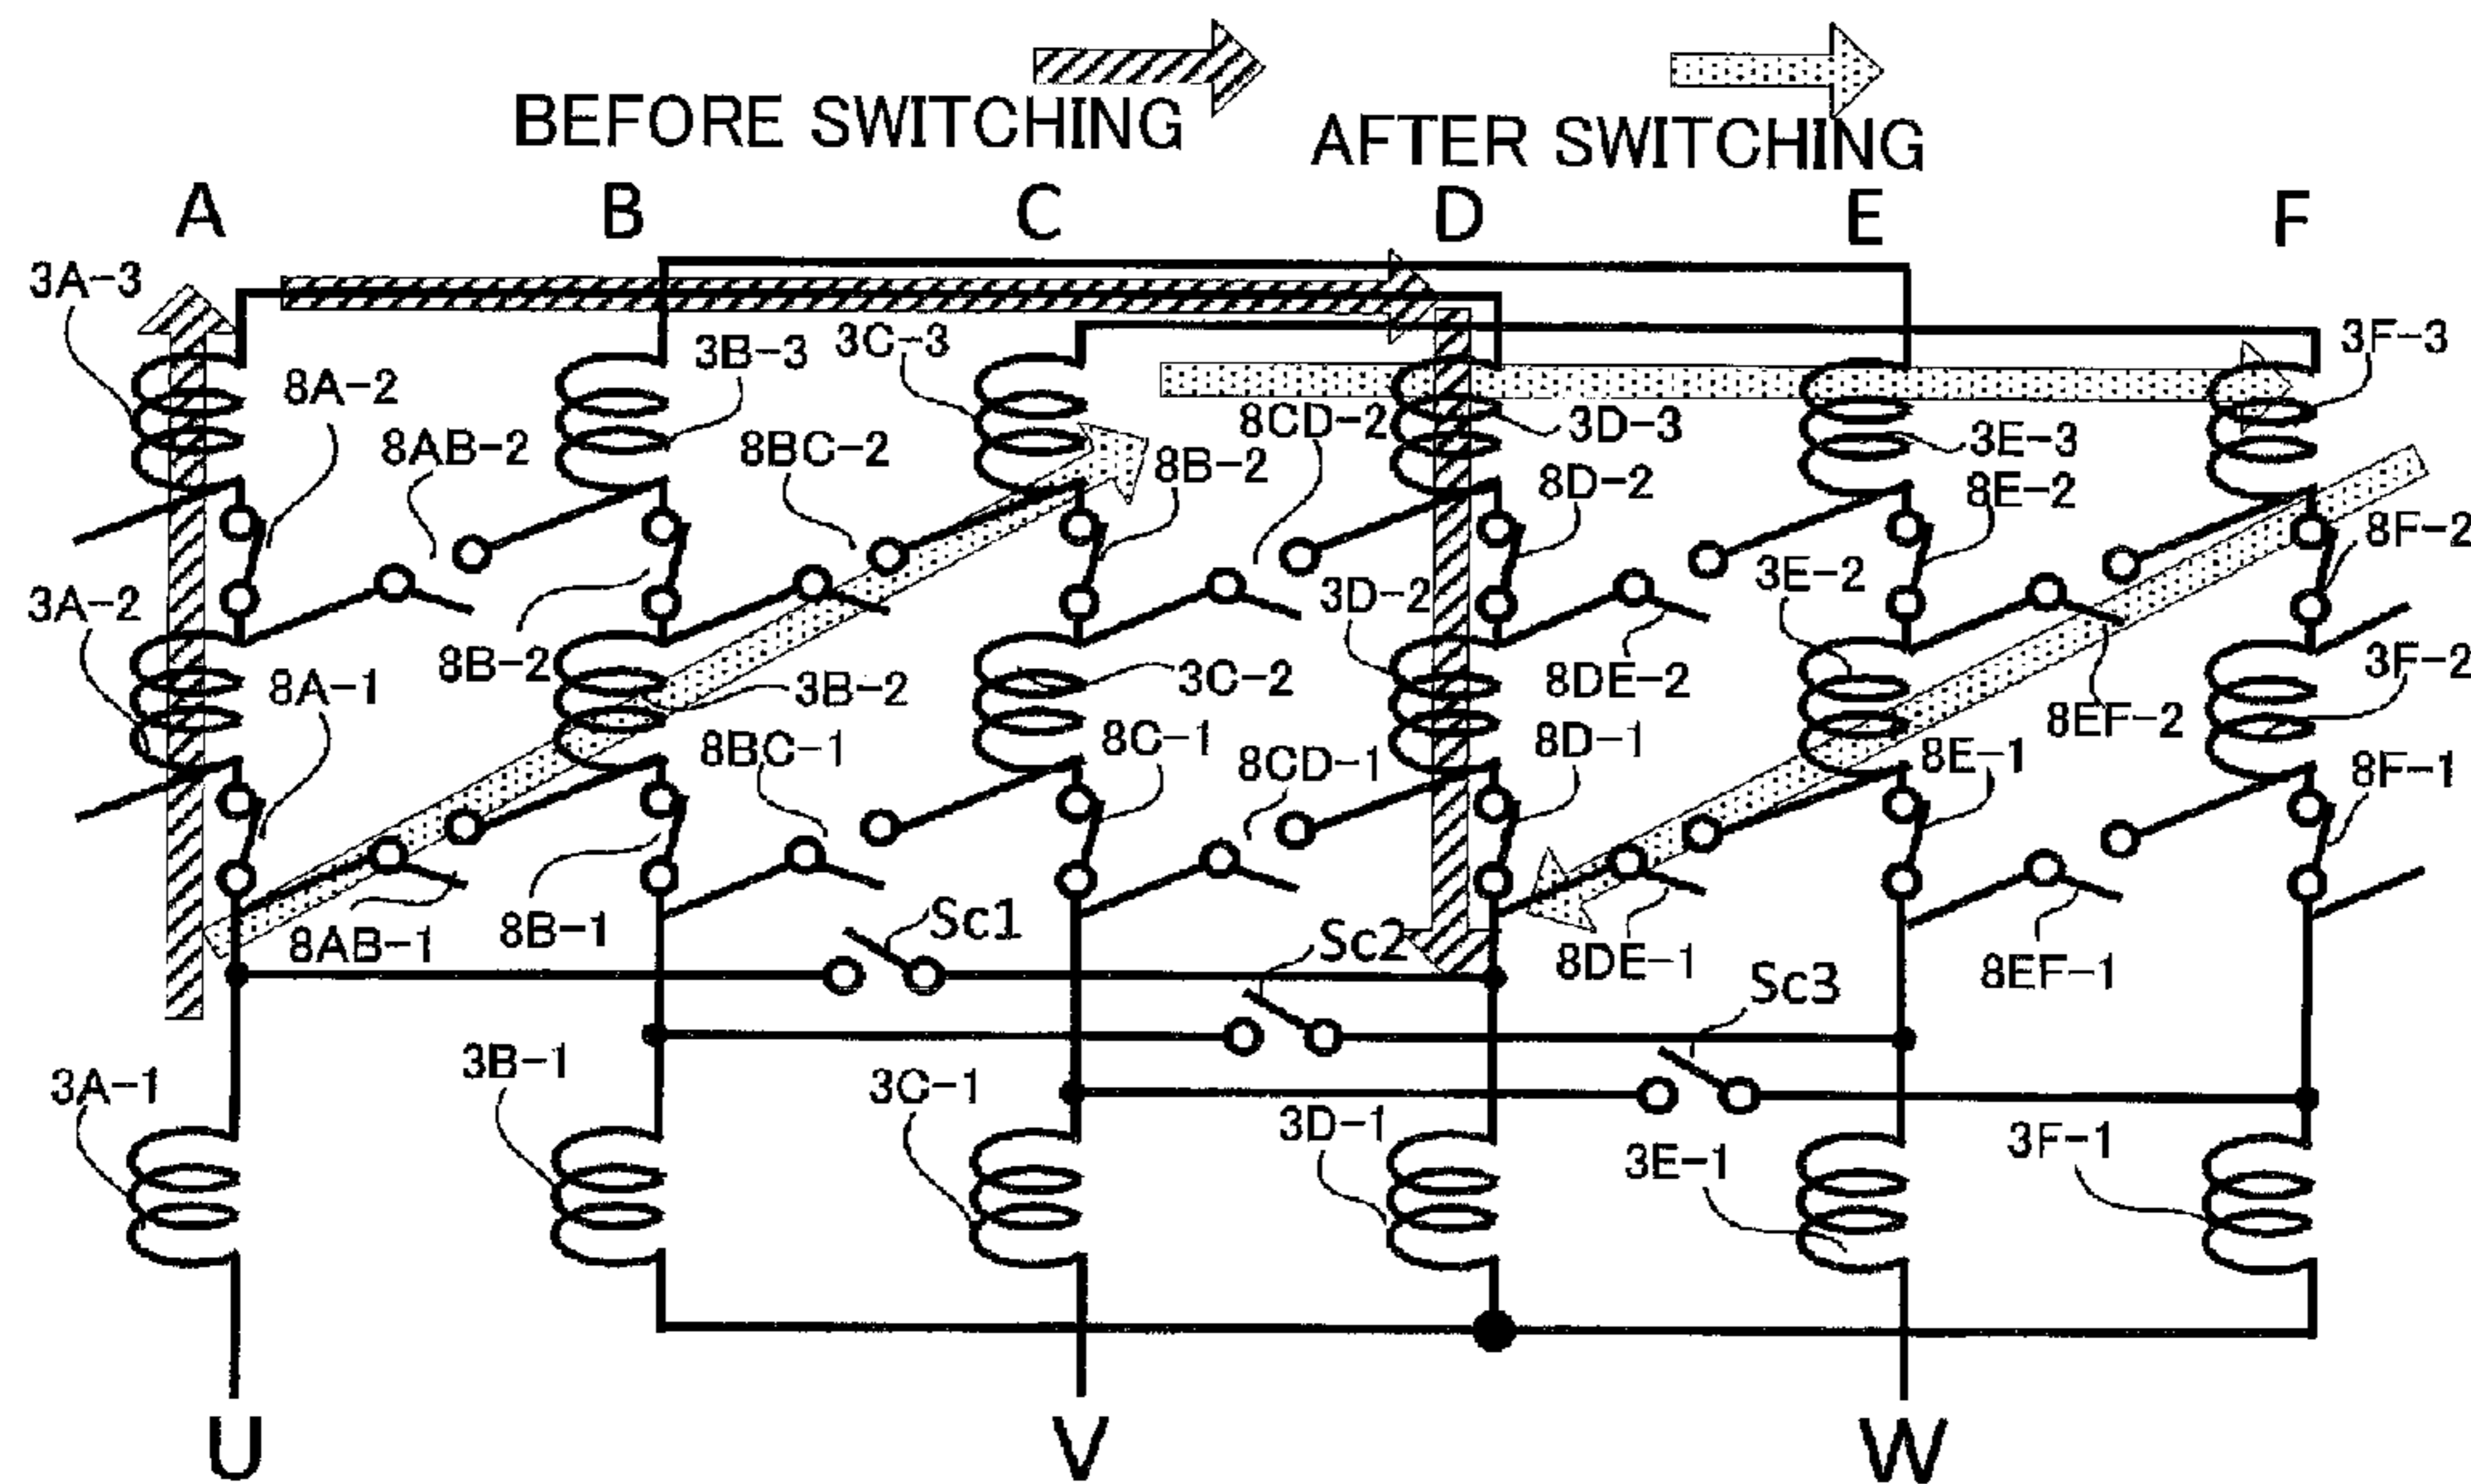 BEFORE SWITCHING
AFTER SWITCHING
A B C D E F
3A-3
3B-3
3C-3
3F-3
8A-2
8AB-2
8BC-2
8B-2
8CD-2
3D-3
8D-2
3E-3
8E-2
8F-2
3A-2
8B-2
3B-2
3C-2
3D-2
8DE-2
3E-2
8EF-2
3F-2
8A-1
8BC-1
8C-1
8CD-1
8D-1
8E-1
8F-1
8AB-1
8B-1
Sc1
Sc2
8DE-1
Sc3
8EF-1
3A-1
3B-1
3C-1
3D-1
3E-1
3F-1
U V W